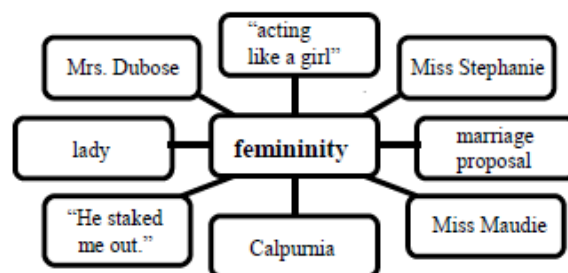 “acting
like a girl”
Mrs. Dubose
Miss Stephanie
lady
femininity
marriage
proposal
“He staked
me out.”
Calpurnia
Miss Maudie